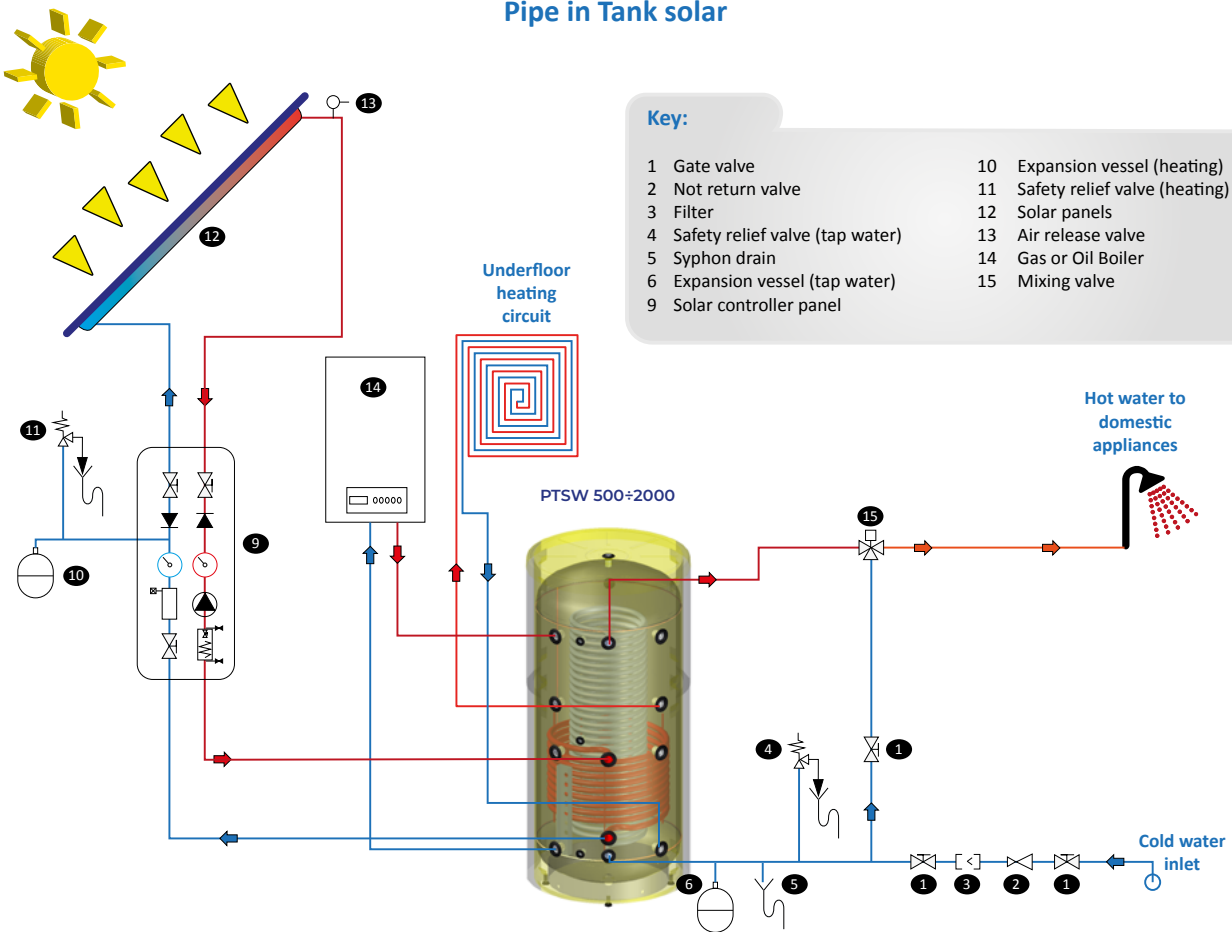 Pipe in Tank solar
13
Key:
1 Gate valve
2 Not return valve
3 Filter
4 Safety relief valve (tap water)
5 Syphon drain
6 Expansion vessel (tap water)
9 Solar controller panel
10 Expansion vessel (heating)
11 Safety relief valve (heating)
12 Solar panels
13 Air release valve
14 Gas or Oil Boiler
15 Mixing valve
12
Underfloor
heating
circuit
14
Hot water to
domestic
appliances
11
PTSW 500÷2000
15
9
10
4
1
Cold water
inlet
6
5
1
3
2
1